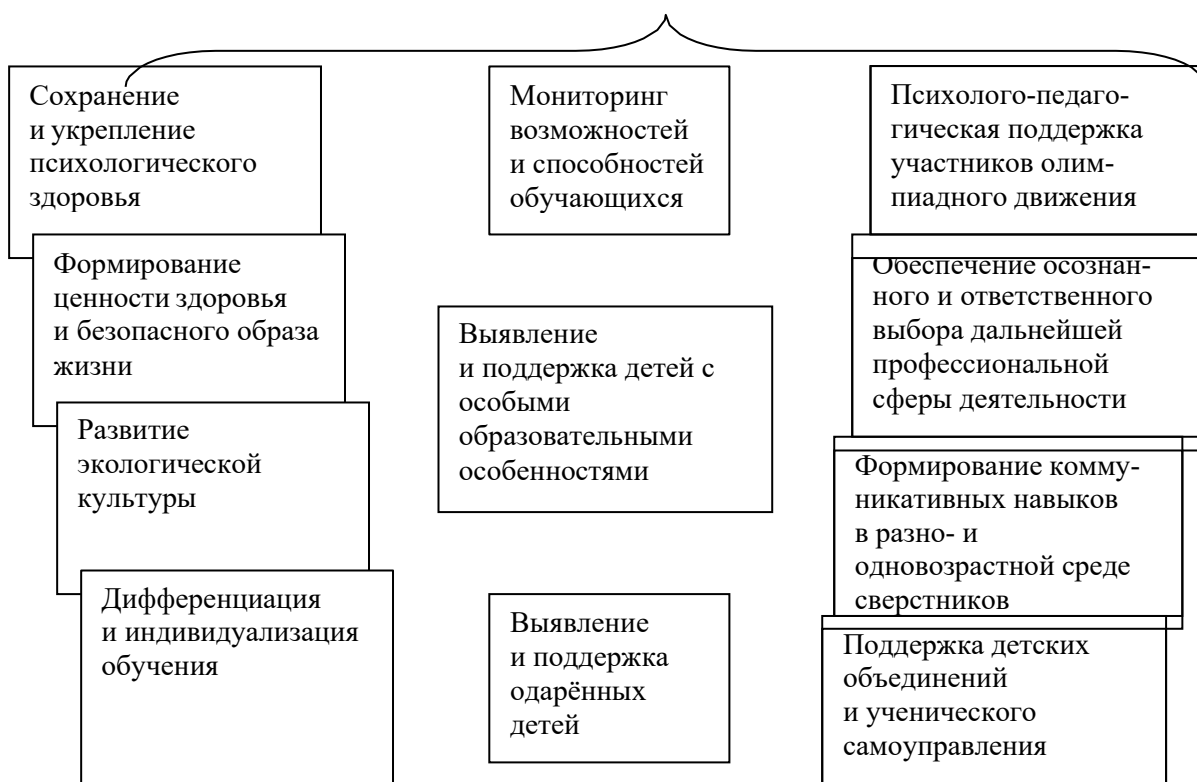 Сохранение
и укрепление
психологического
здоровья
Формирование
ценности здоровья
и безопасного образа
жизни
Развитие
экологической
культуры
Дифференциация
и индивидуализация
обучения
Мониторинг
возможностей
и способностей
обучающихся
Выявление
и поддержка детей с
особыми
образовательными
особенностями
Выявление
и поддержка
одарённых
детей
Психолого-педаго-
гическая поддержка
участников олим-
пиадного движения
Обеспечение осознан-
ного и ответственного
выбора дальнейшей
профессиональной
сферы деятельности
Формирование комму-
никативных навыков
в разно- и
одновозрастной среде
сверстников
Поддержка детских
объединений
и ученического
самоуправления